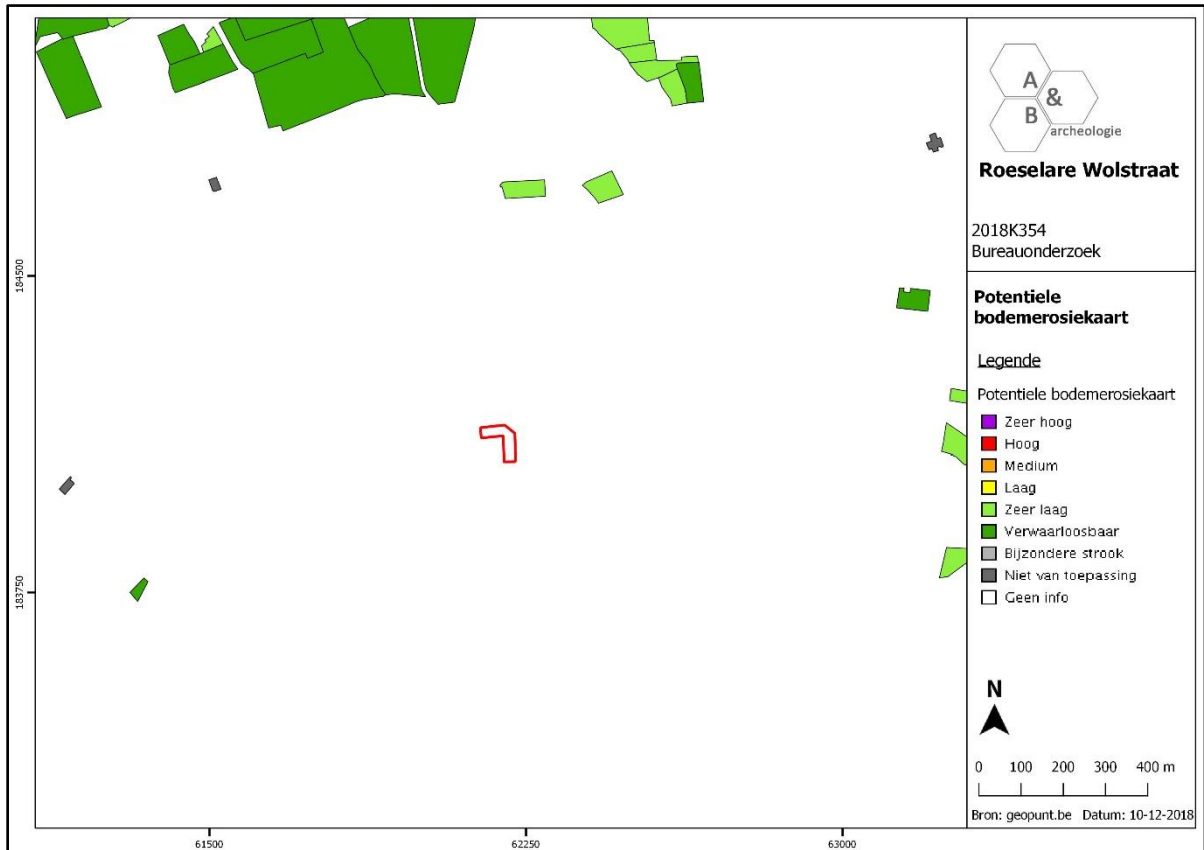 A
&
B
archeologie
Roeselare Wolstraat
2018K354
Bureauonderzoek
Potentiele
bodemerosiekaart
Legende
Potentiele bodemerosiekaart
Zeer hoog
Hoog
Medium
Laag
Zeer laag
Verwaarloosbaar
Bijzondere strook
Niet van toepassing
Geen info
N
0 100 200 300 400 m
Bron: geopunt.be Datum: 10-12-2018
184500
183750
61500 62250 63000